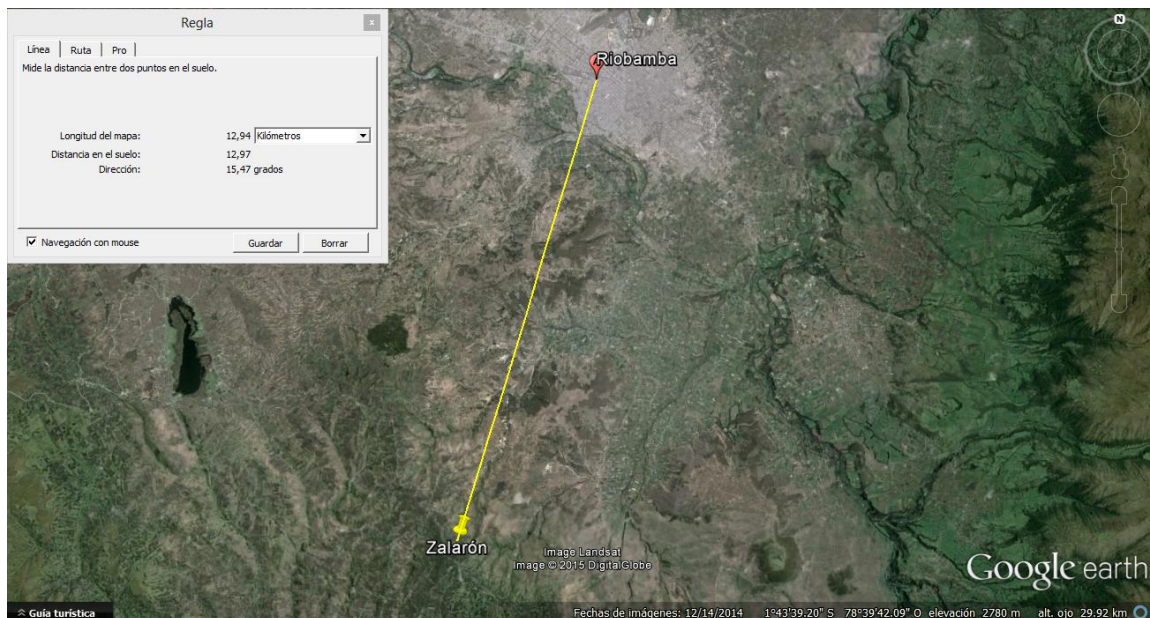 Regla
x
Línea Ruta Pro
Mide la distancia entre dos puntos en el suelo.
Longitud del mapa: 12,94 Kilómetros
Distancia en el suelo: 12,97
Dirección: 15,47 grados
Navegación con mouse Guardar Borrar
N
Riobamba
Zalarón
Image Landsat
Image © 2015 DigitalGlobe
Google earth
Guía turística
Fechas de imágenes: 12/14/2014 1°43'39.20" S 78°39'42.09" O elevación 2780 m alt. ojo 29.92 km